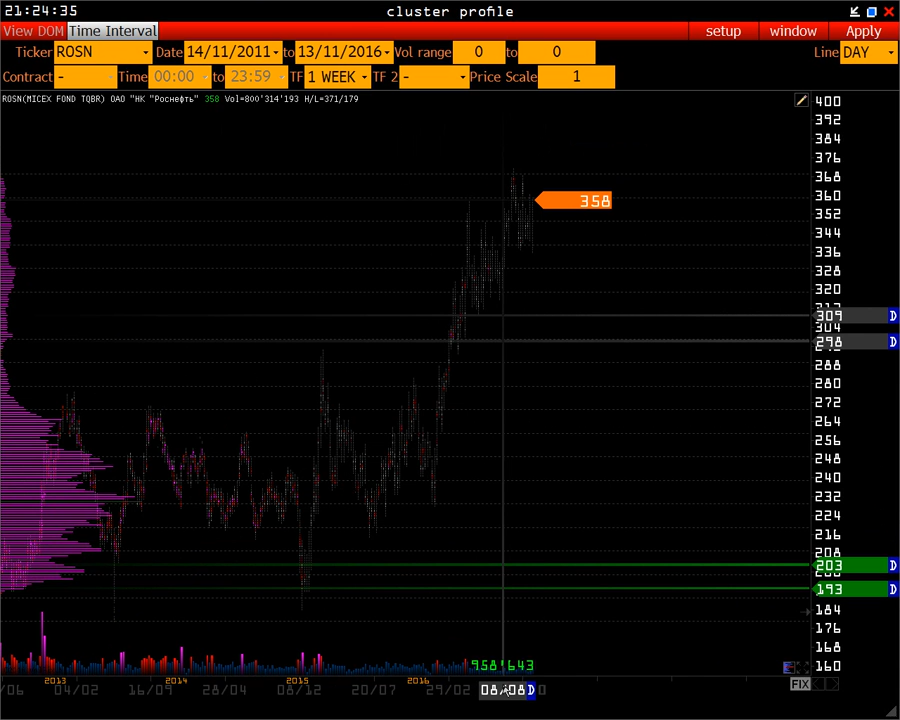 21:24:35 cluster profile
View DOM Time Interval setup window Apply
Ticker ROSN Date 14/11/2011 to 13/11/2016 Vol range 0 to 0 Line DAY
Contract - Time 00:00 to 23:59 TF 1 WEEK TF 2 - Price Scale 1
ROSN(MICEX FOND TQBR) ОАО "НК "Роснефть" 358 Vol=800'314'193 H/L=371/179
400
392
384
376
368
360
358
352
344
336
328
320
309 D
304
298 D
288
280
272
264
256
248
240
232
224
216
208
203 D
193 D
184
176
168
160
958'643
2013 2014 2015 2016
/06 04/02 16/09 28/04 08/12 20/07 29/02 08/08 D
FIX